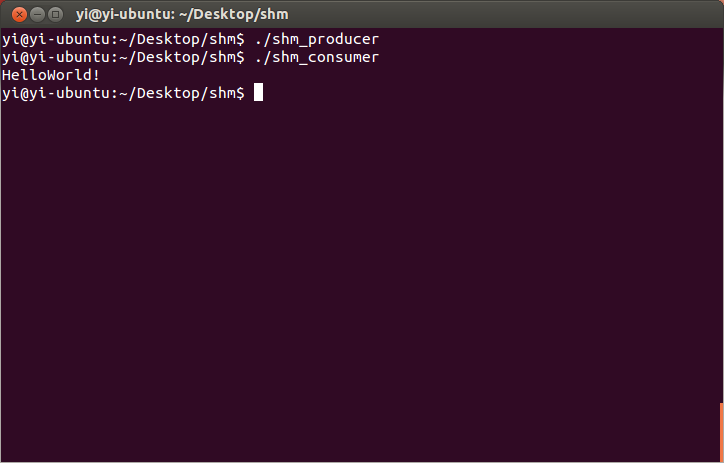 yi@yi-ubuntu: ~/Desktop/shm
yi@yi-ubuntu:~/Desktop/shm$ ./shm_producer
yi@yi-ubuntu:~/Desktop/shm$ ./shm_consumer
HelloWorld!
yi@yi-ubuntu:~/Desktop/shm$